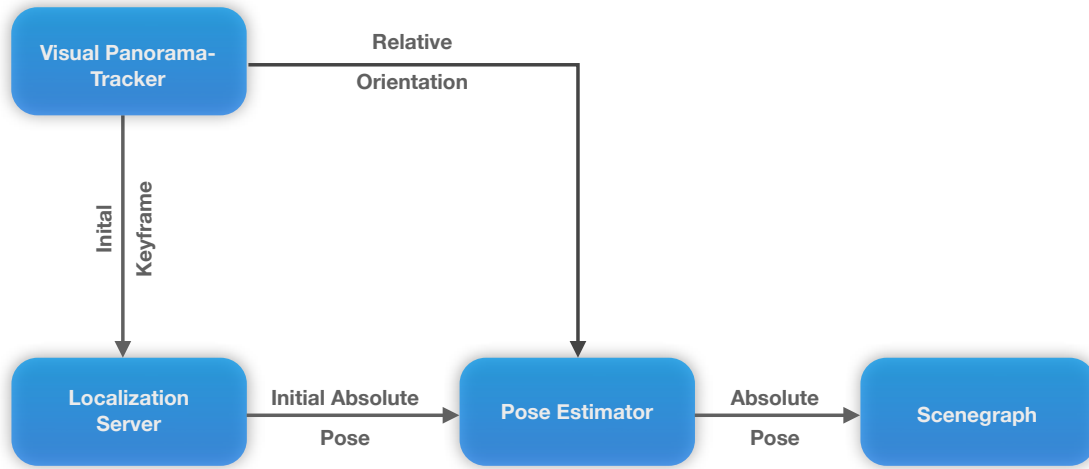 Visual Panorama-
Tracker
Relative
Orientation
Inital
Keyframe
Localization
Server
Initial Absolute
Pose
Pose Estimator
Absolute
Pose
Scenegraph